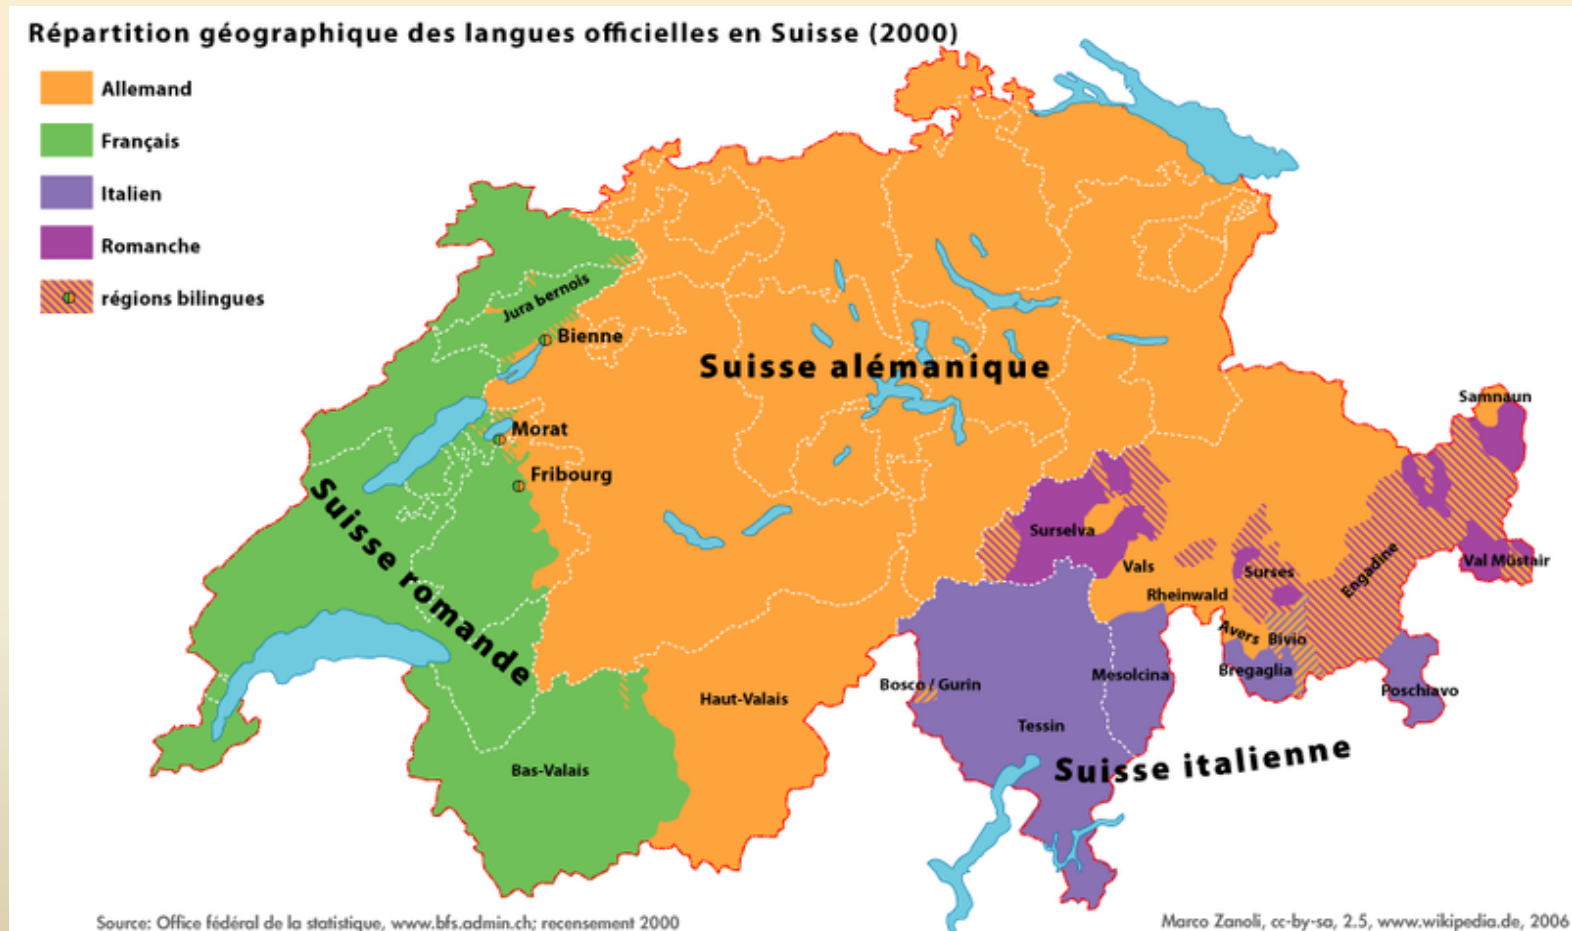 Répartition géographique des langues officielles en Suisse (2000)
Allemand
Français
Italien
Romanche
régions bilingues
Jura bernois
Bienne
Suisse alémanique
Samnaun
Morat
Fribourg
Suisse romande
Surselva
Vals
Surses
Engadine
Val Müstair
Rheinwald
Avers
Bivio
Bregaglia
Poschiavo
Mesolcina
Bosco / Gurin
Haut-Valais
Tessin
Bas-Valais
Suisse italienne
Source: Office fédéral de la statistique, www.bfs.admin.ch; recensement 2000
Marco Zanoli, cc-by-sa, 2.5, www.wikipedia.de, 2006